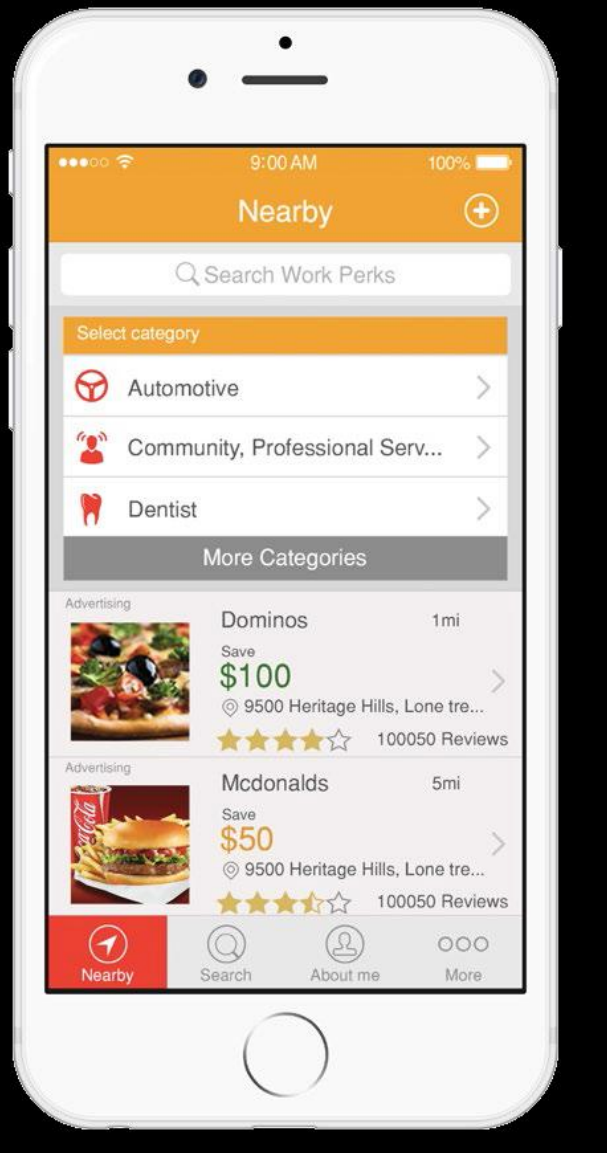 9:00 AM 100%
Nearby
Search Work Perks
Select category
Automotive
Community, Professional Serv...
Dentist
More Categories
Advertising
Dominos 1mi
Save
$100
9500 Heritage Hills, Lone tre...
100050 Reviews
Advertising
Mcdonalds 5mi
Save
$50
9500 Heritage Hills, Lone tre...
100050 Reviews
Coca-Cola
Nearby Search About me More